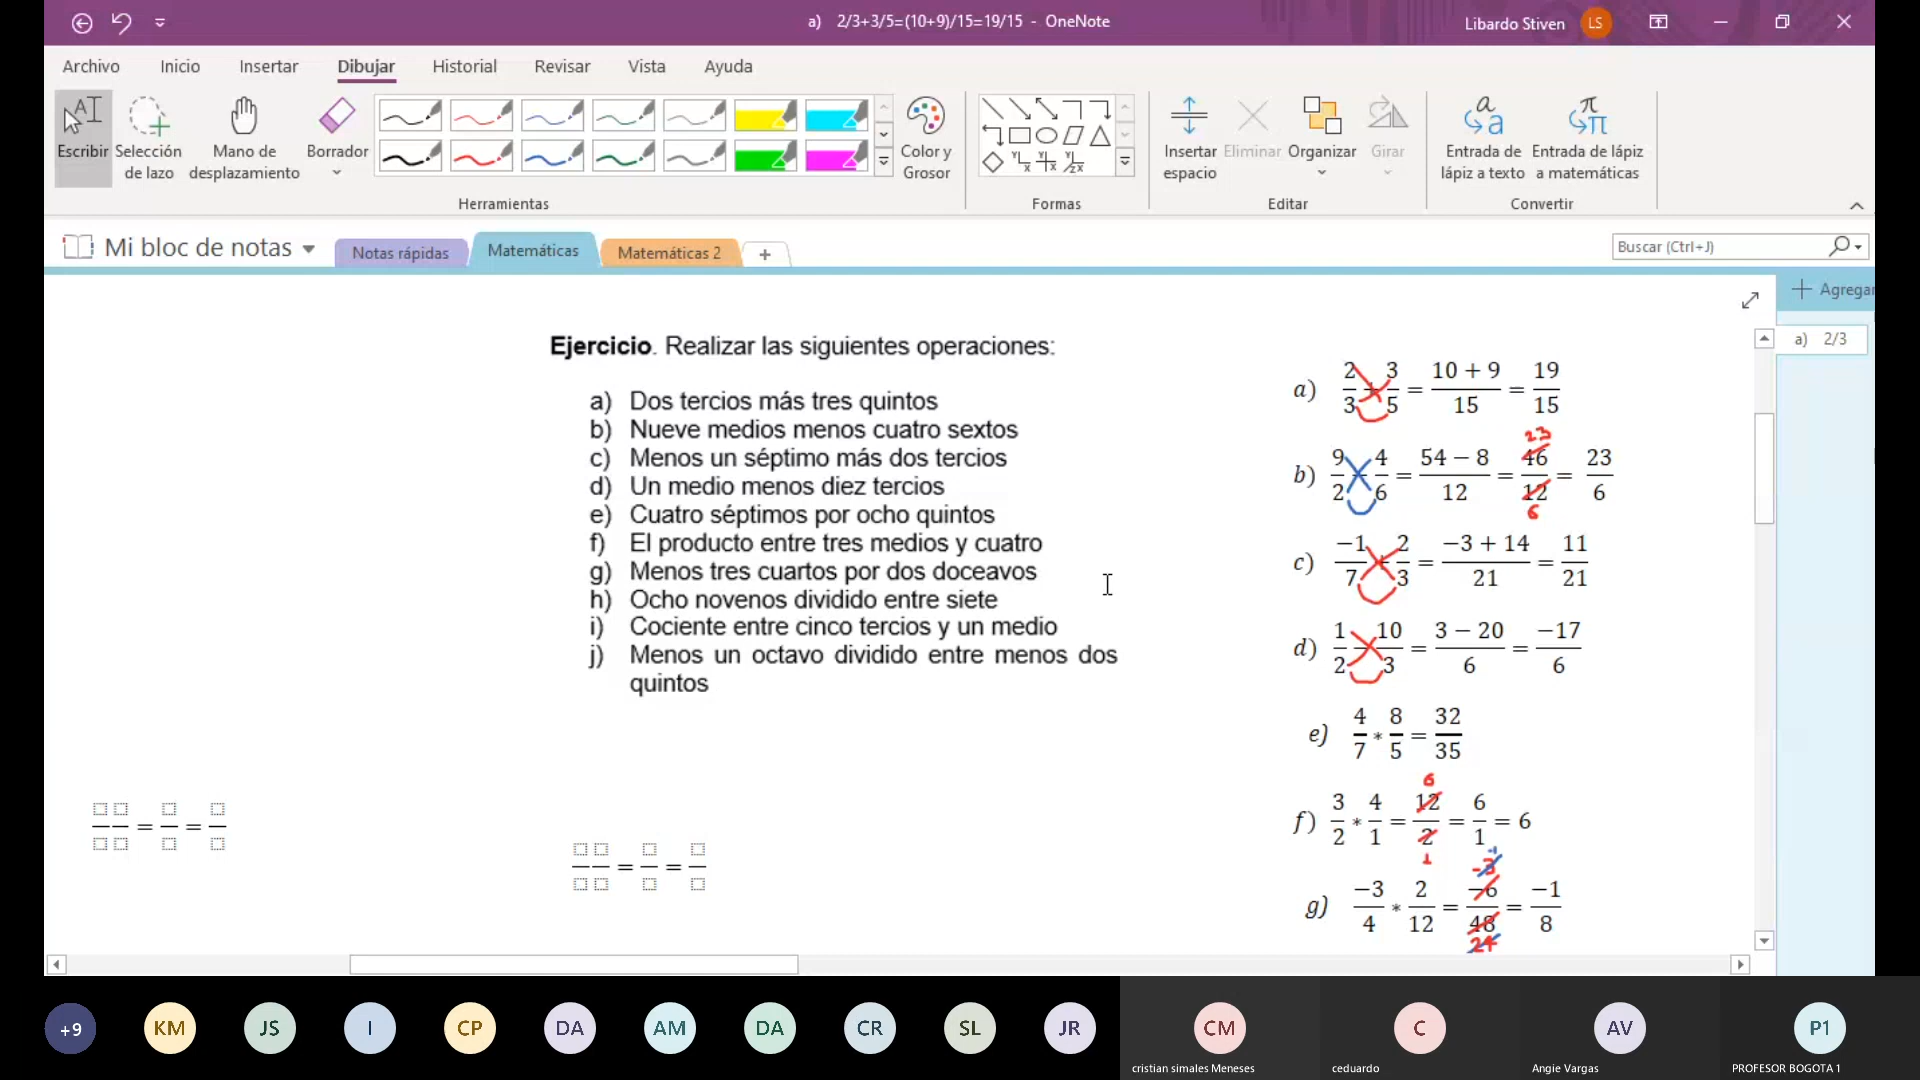 a) 2/3+3/5=(10+9)/15=19/15 - OneNote
Libardo Stiven LS
Archivo Inicio Insertar Dibujar Historial Revisar Vista Ayuda
Escribir
Selección de lazo
Mano de desplazamiento
Borrador
Color y Grosor
Insertar espacio
Eliminar
Organizar
Girar
Entrada de lápiz a texto
Entrada de lápiz a matemáticas
Herramientas Formas Editar Convertir
Mi bloc de notas Notas rápidas Matemáticas Matemáticas 2 +
Buscar (Ctrl+J)
+ Agregar
a) 2/3
Ejercicio. Realizar las siguientes operaciones:
a) Dos tercios más tres quintos
b) Nueve medios menos cuatro sextos
c) Menos un séptimo más dos tercios
d) Un medio menos diez tercios
e) Cuatro séptimos por ocho quintos
f) El producto entre tres medios y cuatro
g) Menos tres cuartos por dos doceavos
h) Ocho novenos dividido entre siete
i) Cociente entre cinco tercios y un medio
j) Menos un octavo dividido entre menos dos
quintos
a) 2/3 + 3/5 = (10 + 9)/15 = 19/15
b) 9/2 − 4/6 = (54 − 8)/12 = 46/12 = 23/6
23
6
c) −1/7 + 2/3 = (−3 + 14)/21 = 11/21
d) 1/2 − 10/3 = (3 − 20)/6 = −17/6
e) 4/7 * 8/5 = 32/35
f) 3/2 * 4/1 = 12/2 = 6/1 = 6
6
1
g) −3/4 * 2/12 = −6/48 = −1/8
-3
-1
24
+9 KM JS I CP DA AM DA CR SL JR CM C AV P1
cristian simales Meneses
ceduardo
Angie Vargas
PROFESOR BOGOTA 1